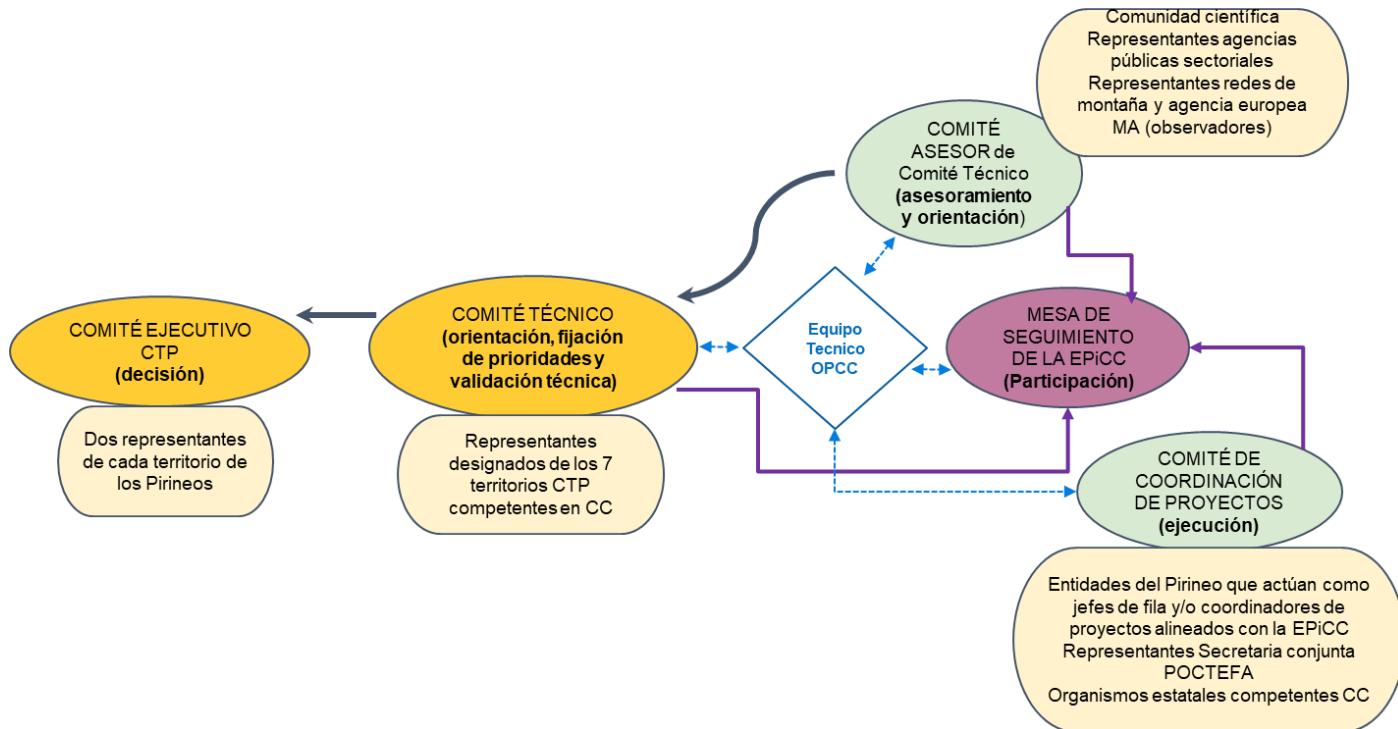 Comunidad científica
Representantes agencias
públicas sectoriales
Representantes redes de
montaña y agencia europea
MA (observadores)
COMITÉ
ASESOR de
Comité Técnico
(asesoramiento
y orientación)
COMITÉ EJECUTIVO
CTP
(decisión)
Dos representantes
de cada territorio de
los Pirineos
COMITÉ TÉCNICO
(orientación, fijación
de prioridades y
validación técnica)
Representantes
designados de los 7
territorios CTP
competentes en CC
Equipo
Tecnico
OPCC
MESA DE
SEGUIMIENTO
DE LA EPiCC
(Participación)
COMITÉ DE
COORDINACIÓN
DE PROYECTOS
(ejecución)
Entidades del Pirineo que actúan como
jefes de fila y/o coordinadores de
proyectos alineados con la EPiCC
Representantes Secretaria conjunta
POCTEFA
Organismos estatales competentes CC